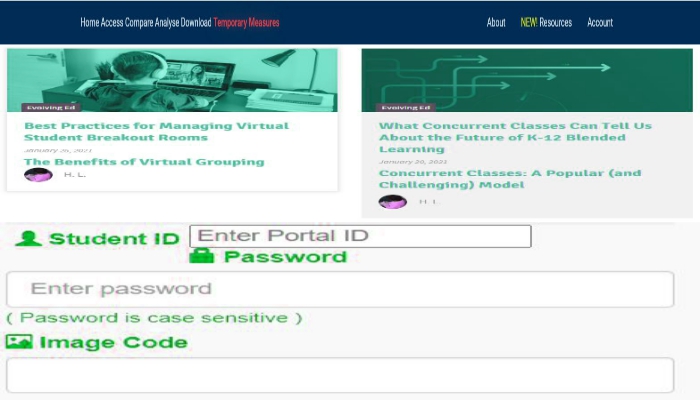 Home Access Compare Analyse Download Temporary Measures About NEW! Resources Account
Evolving Ed
Best Practices for Managing Virtual
Student Breakout Rooms
January 26, 2021
The Benefits of Virtual Grouping
H. L.
Evolving Ed
What Concurrent Classes Can Tell Us
About the Future of K-12 Blended
Learning
January 20, 2021
Concurrent Classes: A Popular (and
Challenging) Model
H. L.
Student ID Enter Portal ID
Password
Enter password
( Password is case sensitive )
Image Code